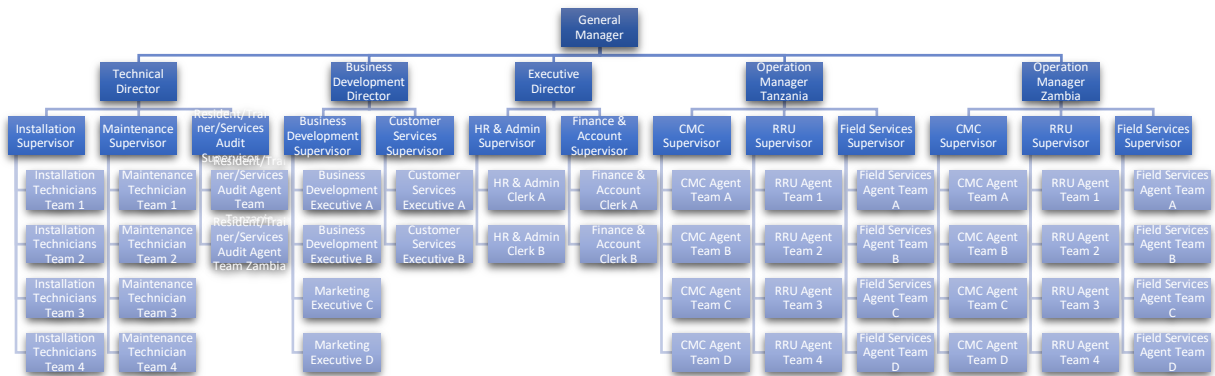 General
Manager
Technical
Director
Business
Development
Director
Executive
Director
Operation
Manager
Tanzania
Operation
Manager
Zambia
Installation
Supervisor
Maintenance
Supervisor
Resident/Trai
ner/Services
Audit
Supervisor
Business
Development
Supervisor
Customer
Services
Supervisor
HR & Admin
Supervisor
Finance &
Account
Supervisor
CMC
Supervisor
RRU
Supervisor
Field Services
Supervisor
CMC
Supervisor
RRU
Supervisor
Field Services
Supervisor
Installation
Technicians
Team 1
Maintenance
Technician
Team 1
Resident/Trai
ner/Services
Audit Agent
Team
Tanzania
Business
Development
Executive A
Customer
Services
Executive A
HR & Admin
Clerk A
Finance &
Account
Clerk A
CMC Agent
Team A
RRU Agent
Team 1
Field Services
Agent Team
A
CMC Agent
Team A
RRU Agent
Team 1
Field Services
Agent Team
A
Installation
Technicians
Team 2
Maintenance
Technician
Team 2
Resident/Trai
ner/Services
Audit Agent
Team Zambia
Business
Development
Executive B
Customer
Services
Executive B
HR & Admin
Clerk B
Finance &
Account
Clerk B
CMC Agent
Team B
RRU Agent
Team 2
Field Services
Agent Team
B
CMC Agent
Team B
RRU Agent
Team 2
Field Services
Agent Team
B
Installation
Technicians
Team 3
Maintenance
Technician
Team 3
Marketing
Executive C
CMC Agent
Team C
RRU Agent
Team 3
Field Services
Agent Team
C
CMC Agent
Team C
RRU Agent
Team 3
Field Services
Agent Team
C
Installation
Technicians
Team 4
Maintenance
Technician
Team 4
Marketing
Executive D
CMC Agent
Team D
RRU Agent
Team 4
Field Services
Agent Team
D
CMC Agent
Team D
RRU Agent
Team 4
Field Services
Agent Team
D